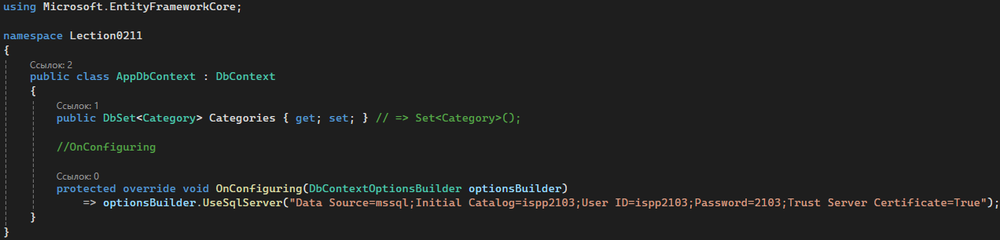 using Microsoft.EntityFrameworkCore;
namespace Lection0211
{
Ссылок: 2
public class AppDbContext : DbContext
{
Ссылок: 1
public DbSet<Category> Categories { get; set; } // => Set<Category>();
//OnConfiguring
Ссылок: 0
protected override void OnConfiguring(DbContextOptionsBuilder optionsBuilder)
=> optionsBuilder.UseSqlServer("Data Source=mssql;Initial Catalog=ispp2103;User ID=ispp2103;Password=2103;Trust Server Certificate=True");
}
}